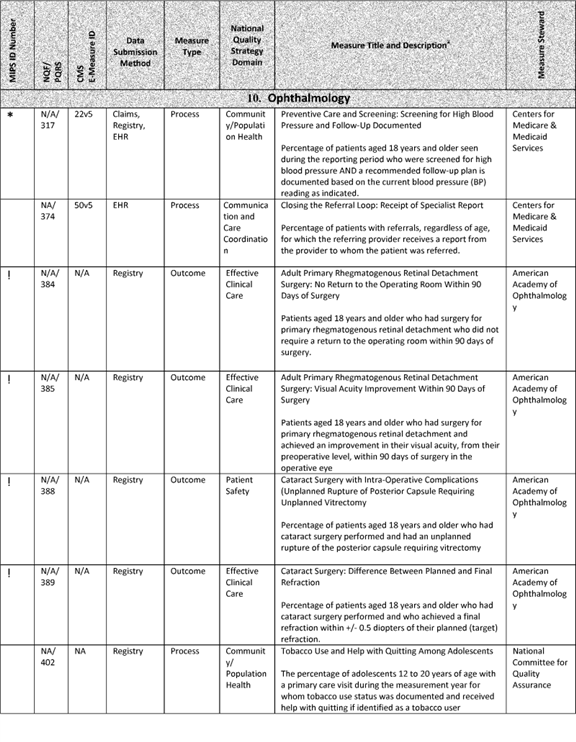 MIPS ID Number
NQF/
PQRS
CMS
E-Measure ID
Data
Submission
Method
Measure
Type
National
Quality
Strategy
Domain
Measure Title and Description
Measure Steward
10. Ophthalmology
*
N/A/
317
22v5
Claims,
Registry,
EHR
Process
Communit
y/Populati
on Health
Preventive Care and Screening: Screening for High Blood
Pressure and Follow-Up Documented
Percentage of patients aged 18 years and older seen
during the reporting period who were screened for high
blood pressure AND a recommended follow-up plan is
documented based on the current blood pressure (BP)
reading as indicated.
Centers for
Medicare &
Medicaid
Services
NA/
374
50v5
EHR
Process
Communica
tion and
Care
Coordinatio
n
Closing the Referral Loop: Receipt of Specialist Report
Percentage of patients with referrals, regardless of age,
for which the referring provider receives a report from
the provider to whom the patient was referred.
Centers for
Medicare &
Medicaid
Services
!
N/A/
384
N/A
Registry
Outcome
Effective
Clinical
Care
Adult Primary Rhegmatogenous Retinal Detachment
Surgery: No Return to the Operating Room Within 90
Days of Surgery
Patients aged 18 years and older who had surgery for
primary rhegmatogenous retinal detachment who did not
require a return to the operating room within 90 days of
surgery.
American
Academy of
Ophthalmolog
y
!
N/A/
385
N/A
Registry
Outcome
Effective
Clinical
Care
Adult Primary Rhegmatogenous Retinal Detachment
Surgery: Visual Acuity Improvement Within 90 Days of
Surgery
Patients aged 18 years and older who had surgery for
primary rhegmatogenous retinal detachment and
achieved an improvement in their visual acuity, from their
preoperative level, within 90 days of surgery in the
operative eye
American
Academy of
Ophthalmolog
y
!
N/A/
388
N/A
Registry
Outcome
Patient
Safety
Cataract Surgery with Intra-Operative Complications
(Unplanned Rupture of Posterior Capsule Requiring
Unplanned Vitrectomy
Percentage of patients aged 18 years and older who had
cataract surgery performed and had an unplanned
rupture of the posterior capsule requiring vitrectomy
American
Academy of
Ophthalmolog
y
!
N/A/
389
N/A
Registry
Outcome
Effective
Clinical
Care
Cataract Surgery: Difference Between Planned and Final
Refraction
Percentage of patients aged 18 years and older who had
cataract surgery performed and who achieved a final
refraction within +/- 0.5 diopters of their planned (target)
refraction.
American
Academy of
Ophthalmolog
y
NA/
402
NA
Registry
Process
Communit
y/
Population
Health
Tobacco Use and Help with Quitting Among Adolescents
The percentage of adolescents 12 to 20 years of age with
a primary care visit during the measurement year for
whom tobacco use status was documented and received
help with quitting if identified as a tobacco user
National
Committee for
Quality
Assurance